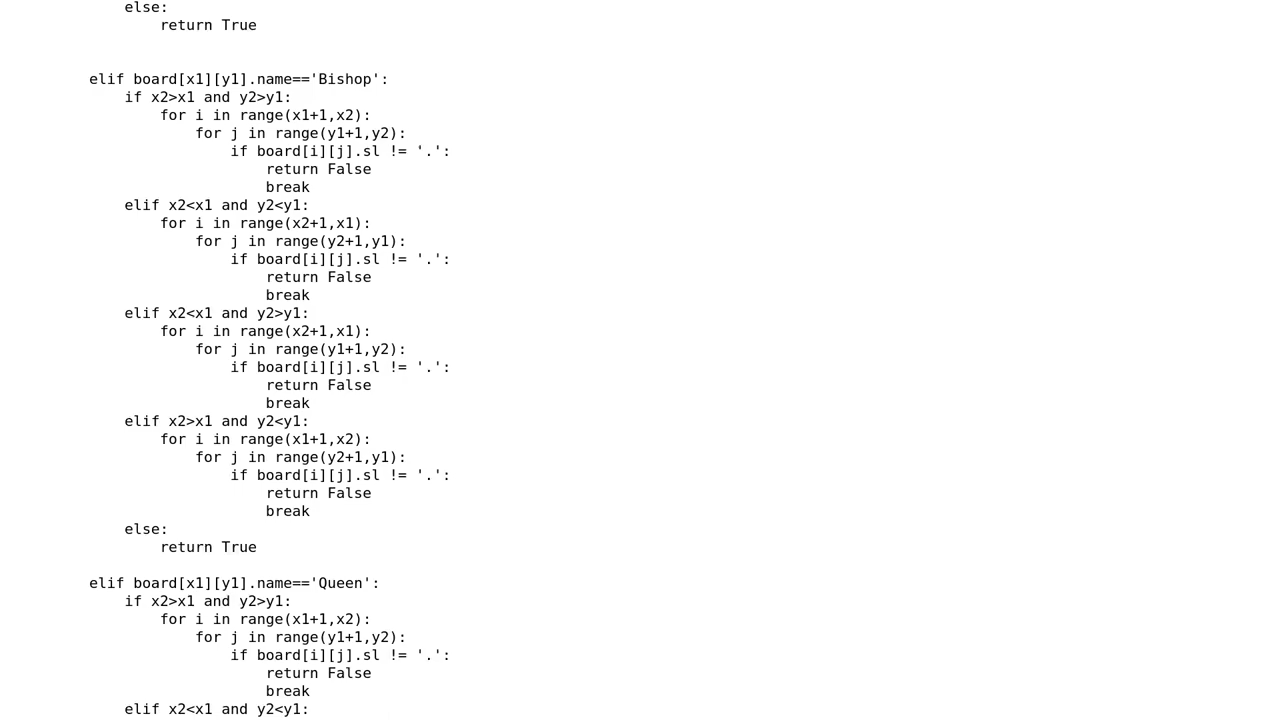 else:
return True
elif board[x1][y1].name=='Bishop':
if x2>x1 and y2>y1:
for i in range(x1+1,x2):
for j in range(y1+1,y2):
if board[i][j].sl != '.':
return False
break
elif x2<x1 and y2<y1:
for i in range(x2+1,x1):
for j in range(y2+1,y1):
if board[i][j].sl != '.':
return False
break
elif x2<x1 and y2>y1:
for i in range(x2+1,x1):
for j in range(y1+1,y2):
if board[i][j].sl != '.':
return False
break
elif x2>x1 and y2<y1:
for i in range(x1+1,x2):
for j in range(y2+1,y1):
if board[i][j].sl != '.':
return False
break
else:
return True
elif board[x1][y1].name=='Queen':
if x2>x1 and y2>y1:
for i in range(x1+1,x2):
for j in range(y1+1,y2):
if board[i][j].sl != '.':
return False
break
elif x2<x1 and y2<y1: